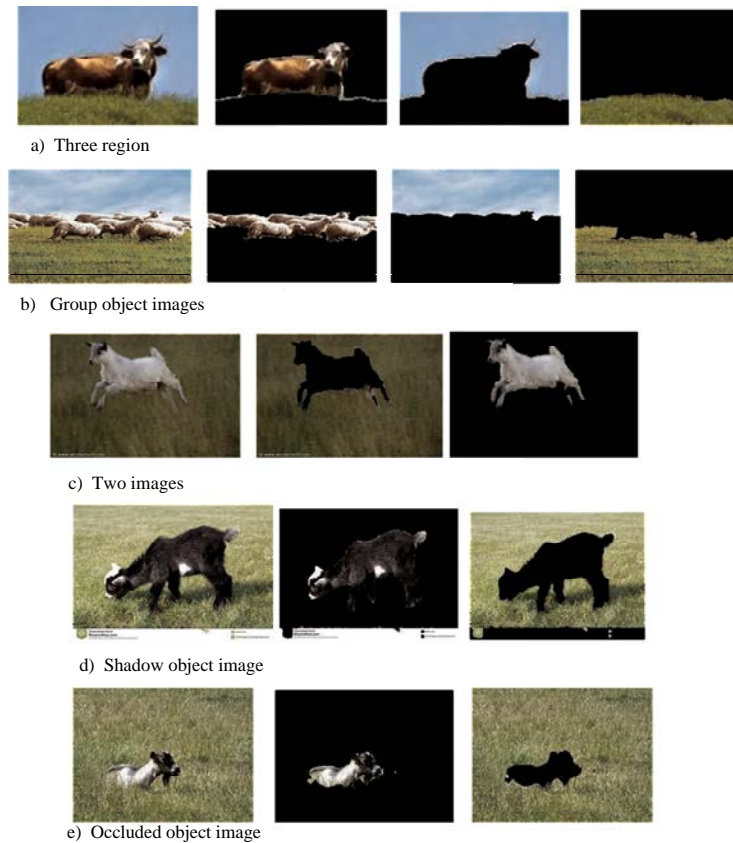 a) Three region
b) Group object images
c) Two images
d) Shadow object image
e) Occluded object image